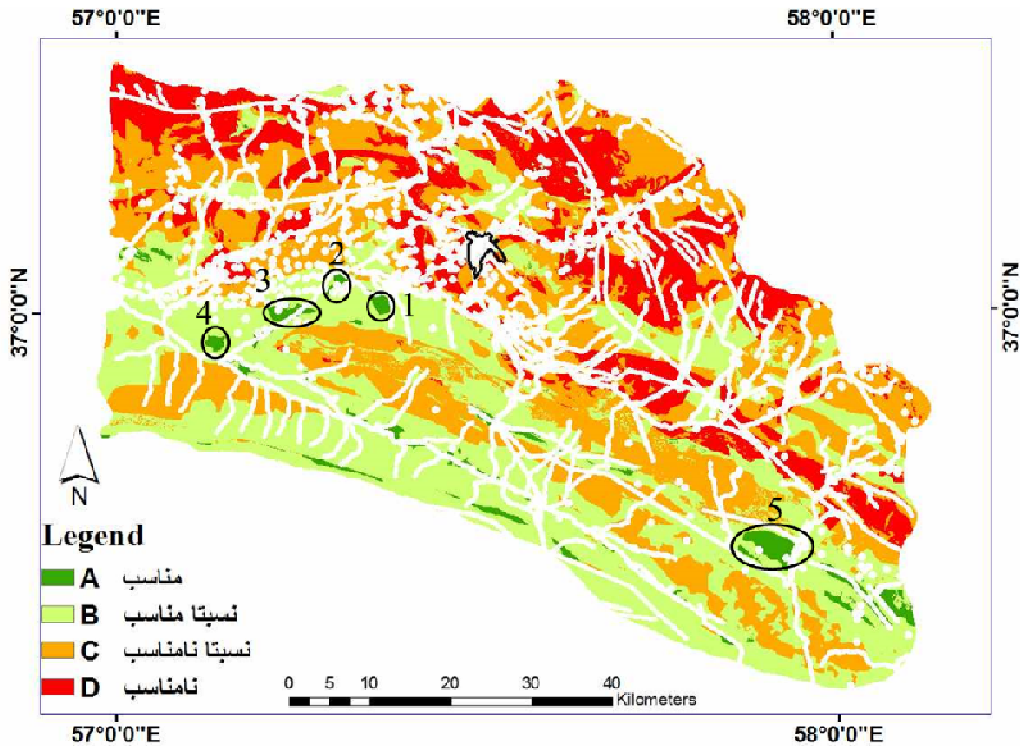 57°0'0"E 58°0'0"E
2
3 1
4
37°0'0"N 37°0'0"N
N
5
Legend
A مناسب
B نسبتا مناسب
C نسبتا نامناسب
D نامناسب
0 5 10 20 30 40
Kilometers
57°0'0"E 58°0'0"E